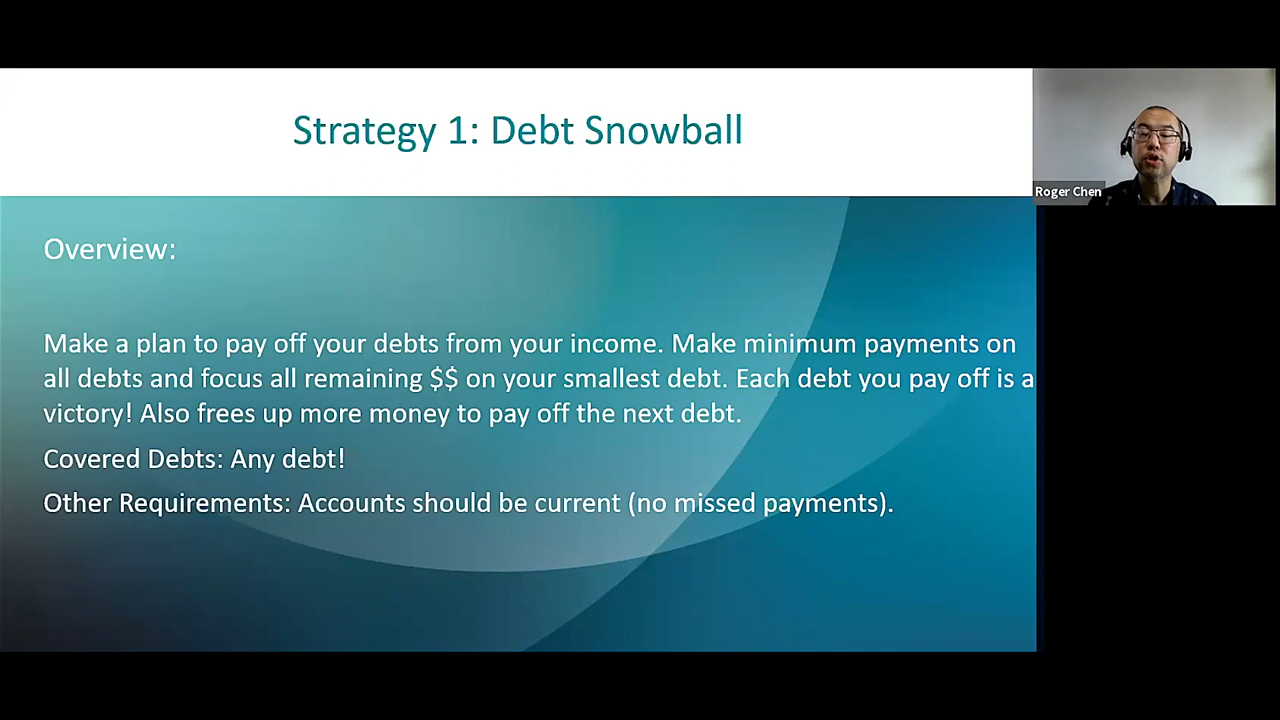 Strategy 1: Debt Snowball
Roger Chen
Overview:
Make a plan to pay off your debts from your income. Make minimum payments on
all debts and focus all remaining $$ on your smallest debt. Each debt you pay off is a
victory! Also frees up more money to pay off the next debt.
Covered Debts: Any debt!
Other Requirements: Accounts should be current (no missed payments).